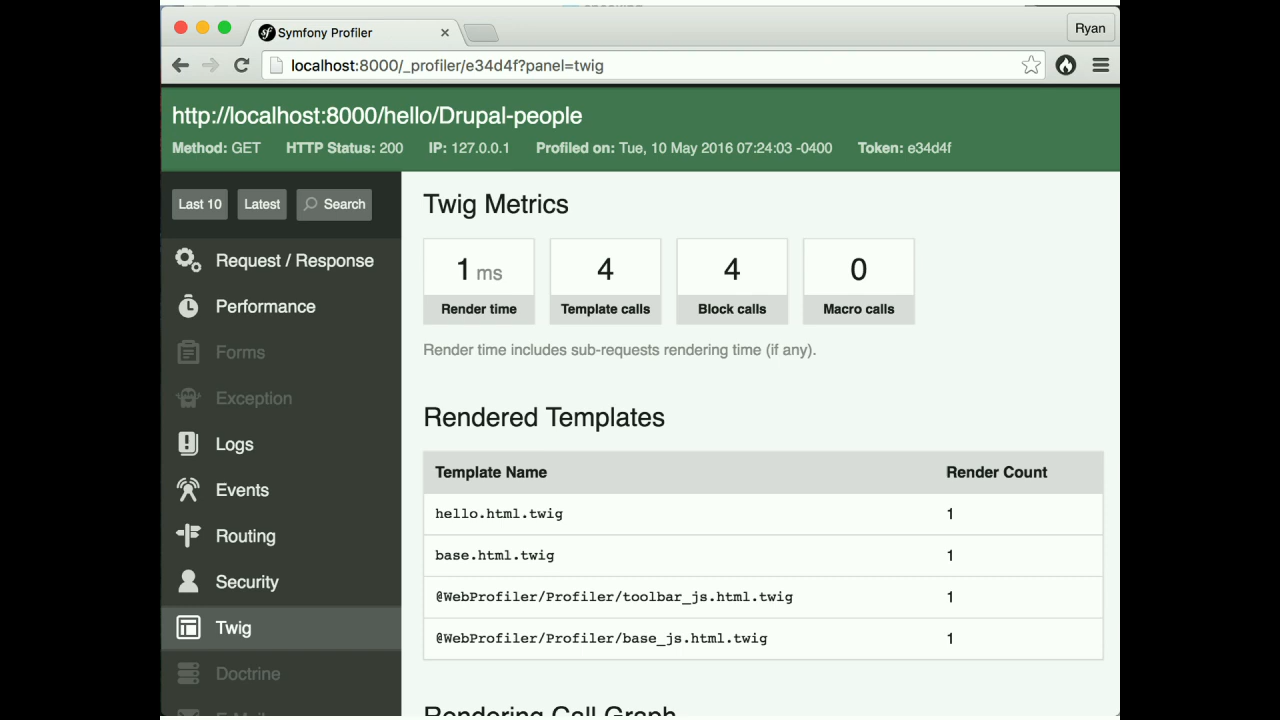 Symfony Profiler
Ryan
localhost:8000/_profiler/e34d4f?panel=twig
http://localhost:8000/hello/Drupal-people
Method: GET HTTP Status: 200 IP: 127.0.0.1 Profiled on: Tue, 10 May 2016 07:24:03 -0400 Token: e34d4f
Last 10 Latest Search
Request / Response
Performance
Forms
Exception
Logs
Events
Routing
Security
Twig
Doctrine
Twig Metrics
1 ms 4 4 0
Render time Template calls Block calls Macro calls
Render time includes sub-requests rendering time (if any).
Rendered Templates
Template Name Render Count
hello.html.twig 1
base.html.twig 1
@WebProfiler/Profiler/toolbar_js.html.twig 1
@WebProfiler/Profiler/base_js.html.twig 1
Rendering Call Graph